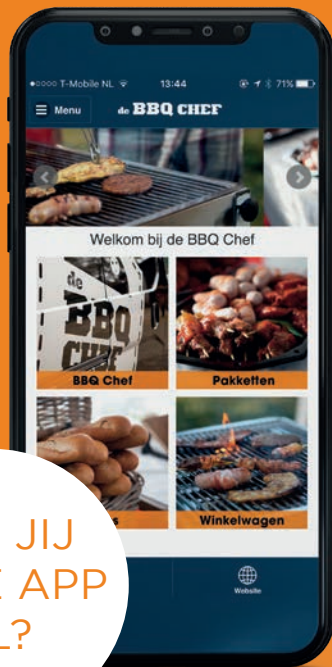 T-Mobile NL 13:44 71%
Menu de BBQ CHEF
Welkom bij de BBQ Chef
de
BBQ
CHEF
BBQ Chef Pakketten
Winkelwagen
Website
JIJ
APP